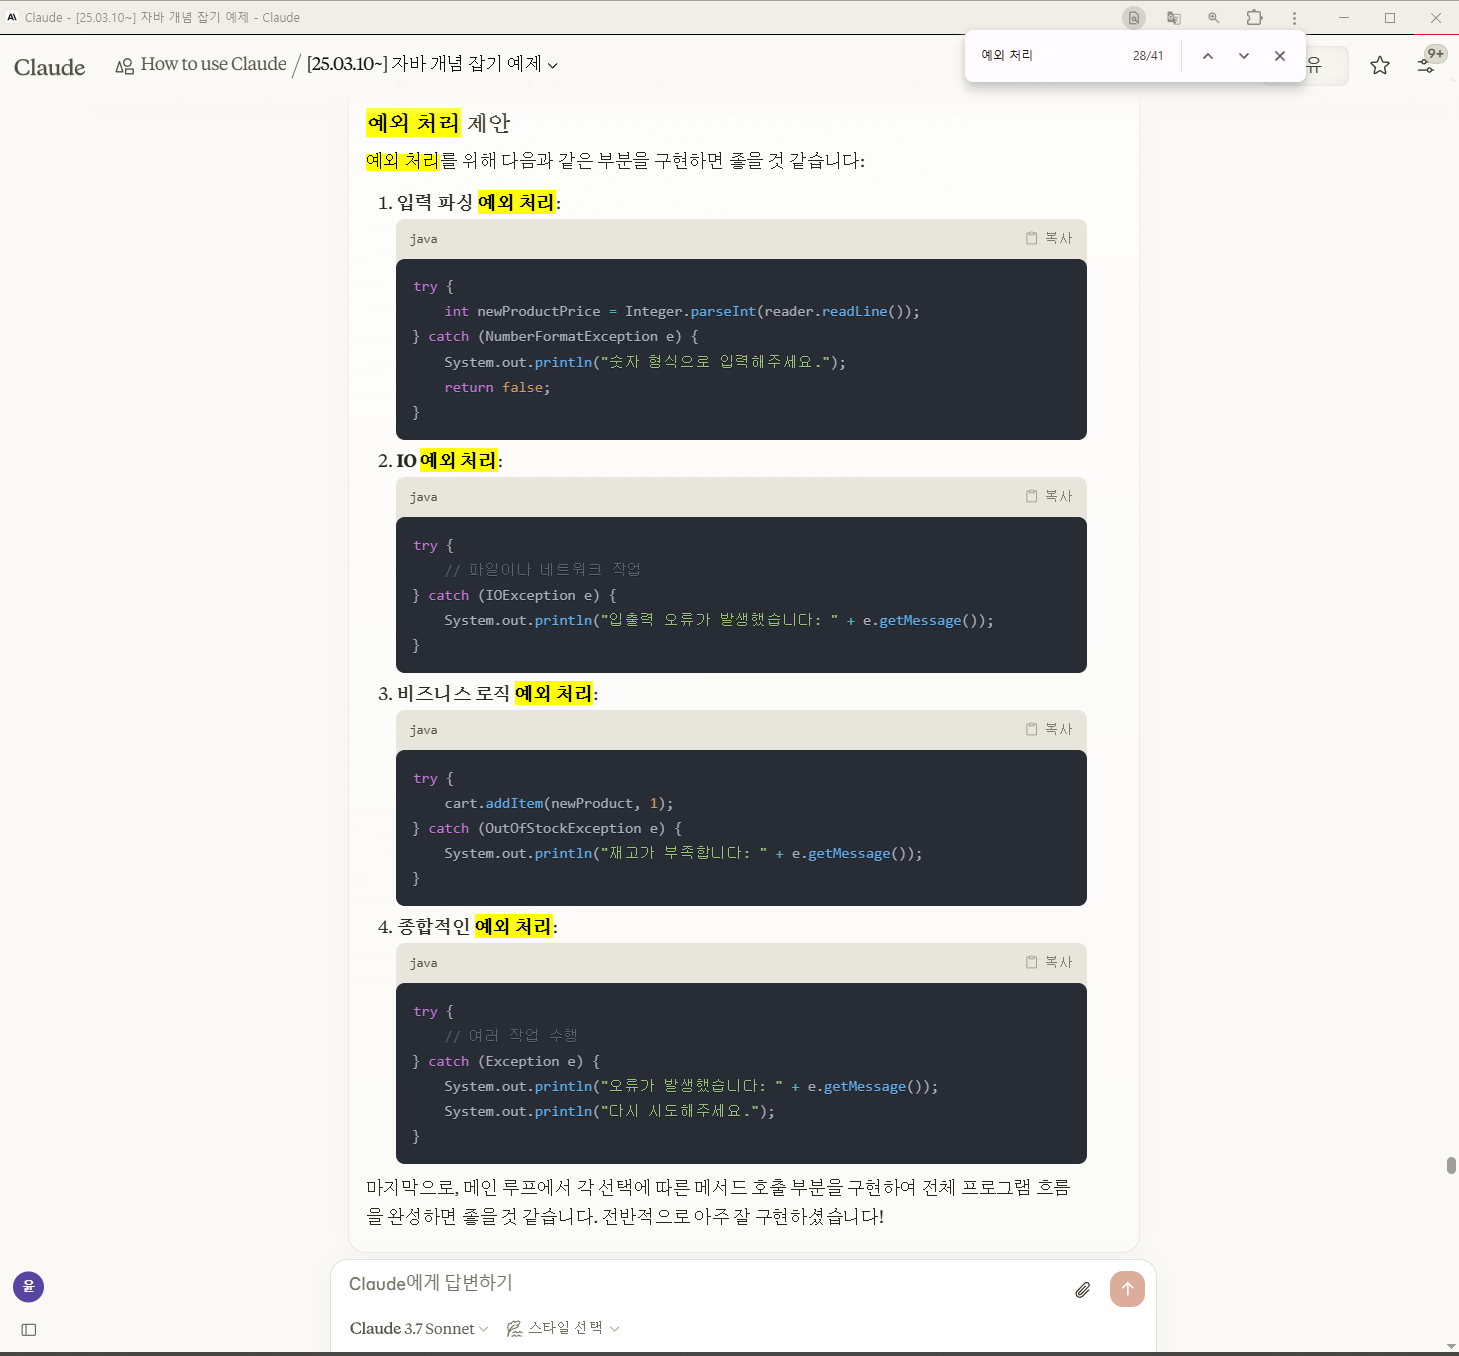 Claude - [25.03.10~] 자바 개념 잡기 예제 - Claude
예외 처리 28/41
Claude How to use Claude / [25.03.10~] 자바 개념 잡기 예제 유 9+
예외 처리 제안
예외 처리를 위해 다음과 같은 부분을 구현하면 좋을 것 같습니다:
1. 입력 파싱 예외 처리:
java 복사
try {
    int newProductPrice = Integer.parseInt(reader.readLine());
} catch (NumberFormatException e) {
    System.out.println("숫자 형식으로 입력해주세요.");
    return false;
}
2. IO 예외 처리:
java 복사
try {
    // 파일이나 네트워크 작업
} catch (IOException e) {
    System.out.println("입출력 오류가 발생했습니다: " + e.getMessage());
}
3. 비즈니스 로직 예외 처리:
java 복사
try {
    cart.addItem(newProduct, 1);
} catch (OutOfStockException e) {
    System.out.println("재고가 부족합니다: " + e.getMessage());
}
4. 종합적인 예외 처리:
java 복사
try {
    // 여러 작업 수행
} catch (Exception e) {
    System.out.println("오류가 발생했습니다: " + e.getMessage());
    System.out.println("다시 시도해주세요.");
}
마지막으로, 메인 루프에서 각 선택에 따른 메서드 호출 부분을 구현하여 전체 프로그램 흐름
을 완성하면 좋을 것 같습니다. 전반적으로 아주 잘 구현하셨습니다!
윤
Claude에게 답변하기
Claude 3.7 Sonnet 스타일 선택